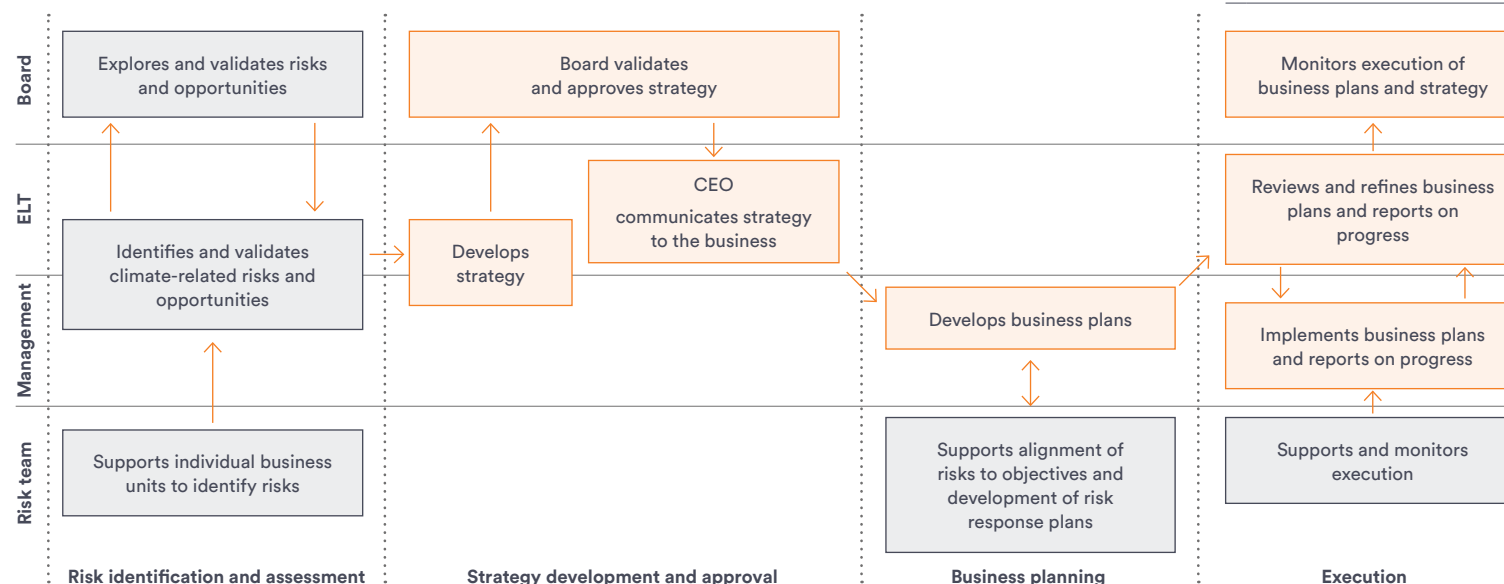 Board
Explores and validates risks
and opportunities
Board validates
and approves strategy
Monitors execution of
business plans and strategy
ELT
Identifies and validates
climate-related risks and
opportunities
Develops
strategy
CEO
communicates strategy
to the business
Reviews and refines business
plans and reports on
progress
Management
Develops business plans
Implements business plans
and reports on progress
Risk team
Supports individual business
units to identify risks
Supports alignment of
risks to objectives and
development of risk
response plans
Supports and monitors
execution
Risk identification and assessment
Strategy development and approval
Business planning
Execution